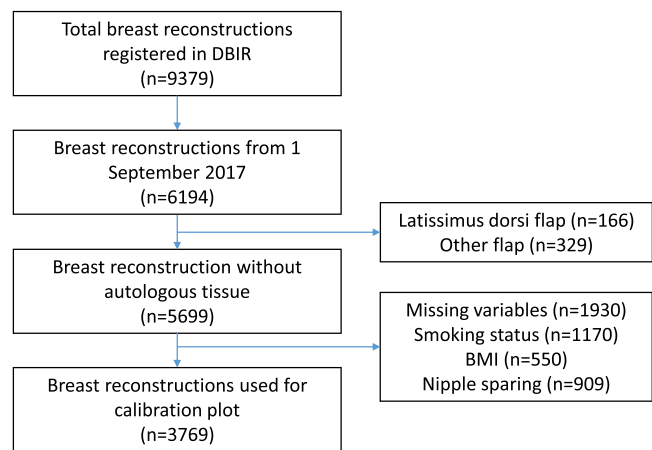 Total breast reconstructions
registered in DBIR
(n=9379)
Breast reconstructions from 1
September 2017
(n=6194)
Latissimus dorsi flap (n=166)
Other flap (n=329)
Breast reconstruction without
autologous tissue
(n=5699)
Missing variables (n=1930)
Smoking status (n=1170)
BMI (n=550)
Nipple sparing (n=909)
Breast reconstructions used for
calibration plot
(n=3769)